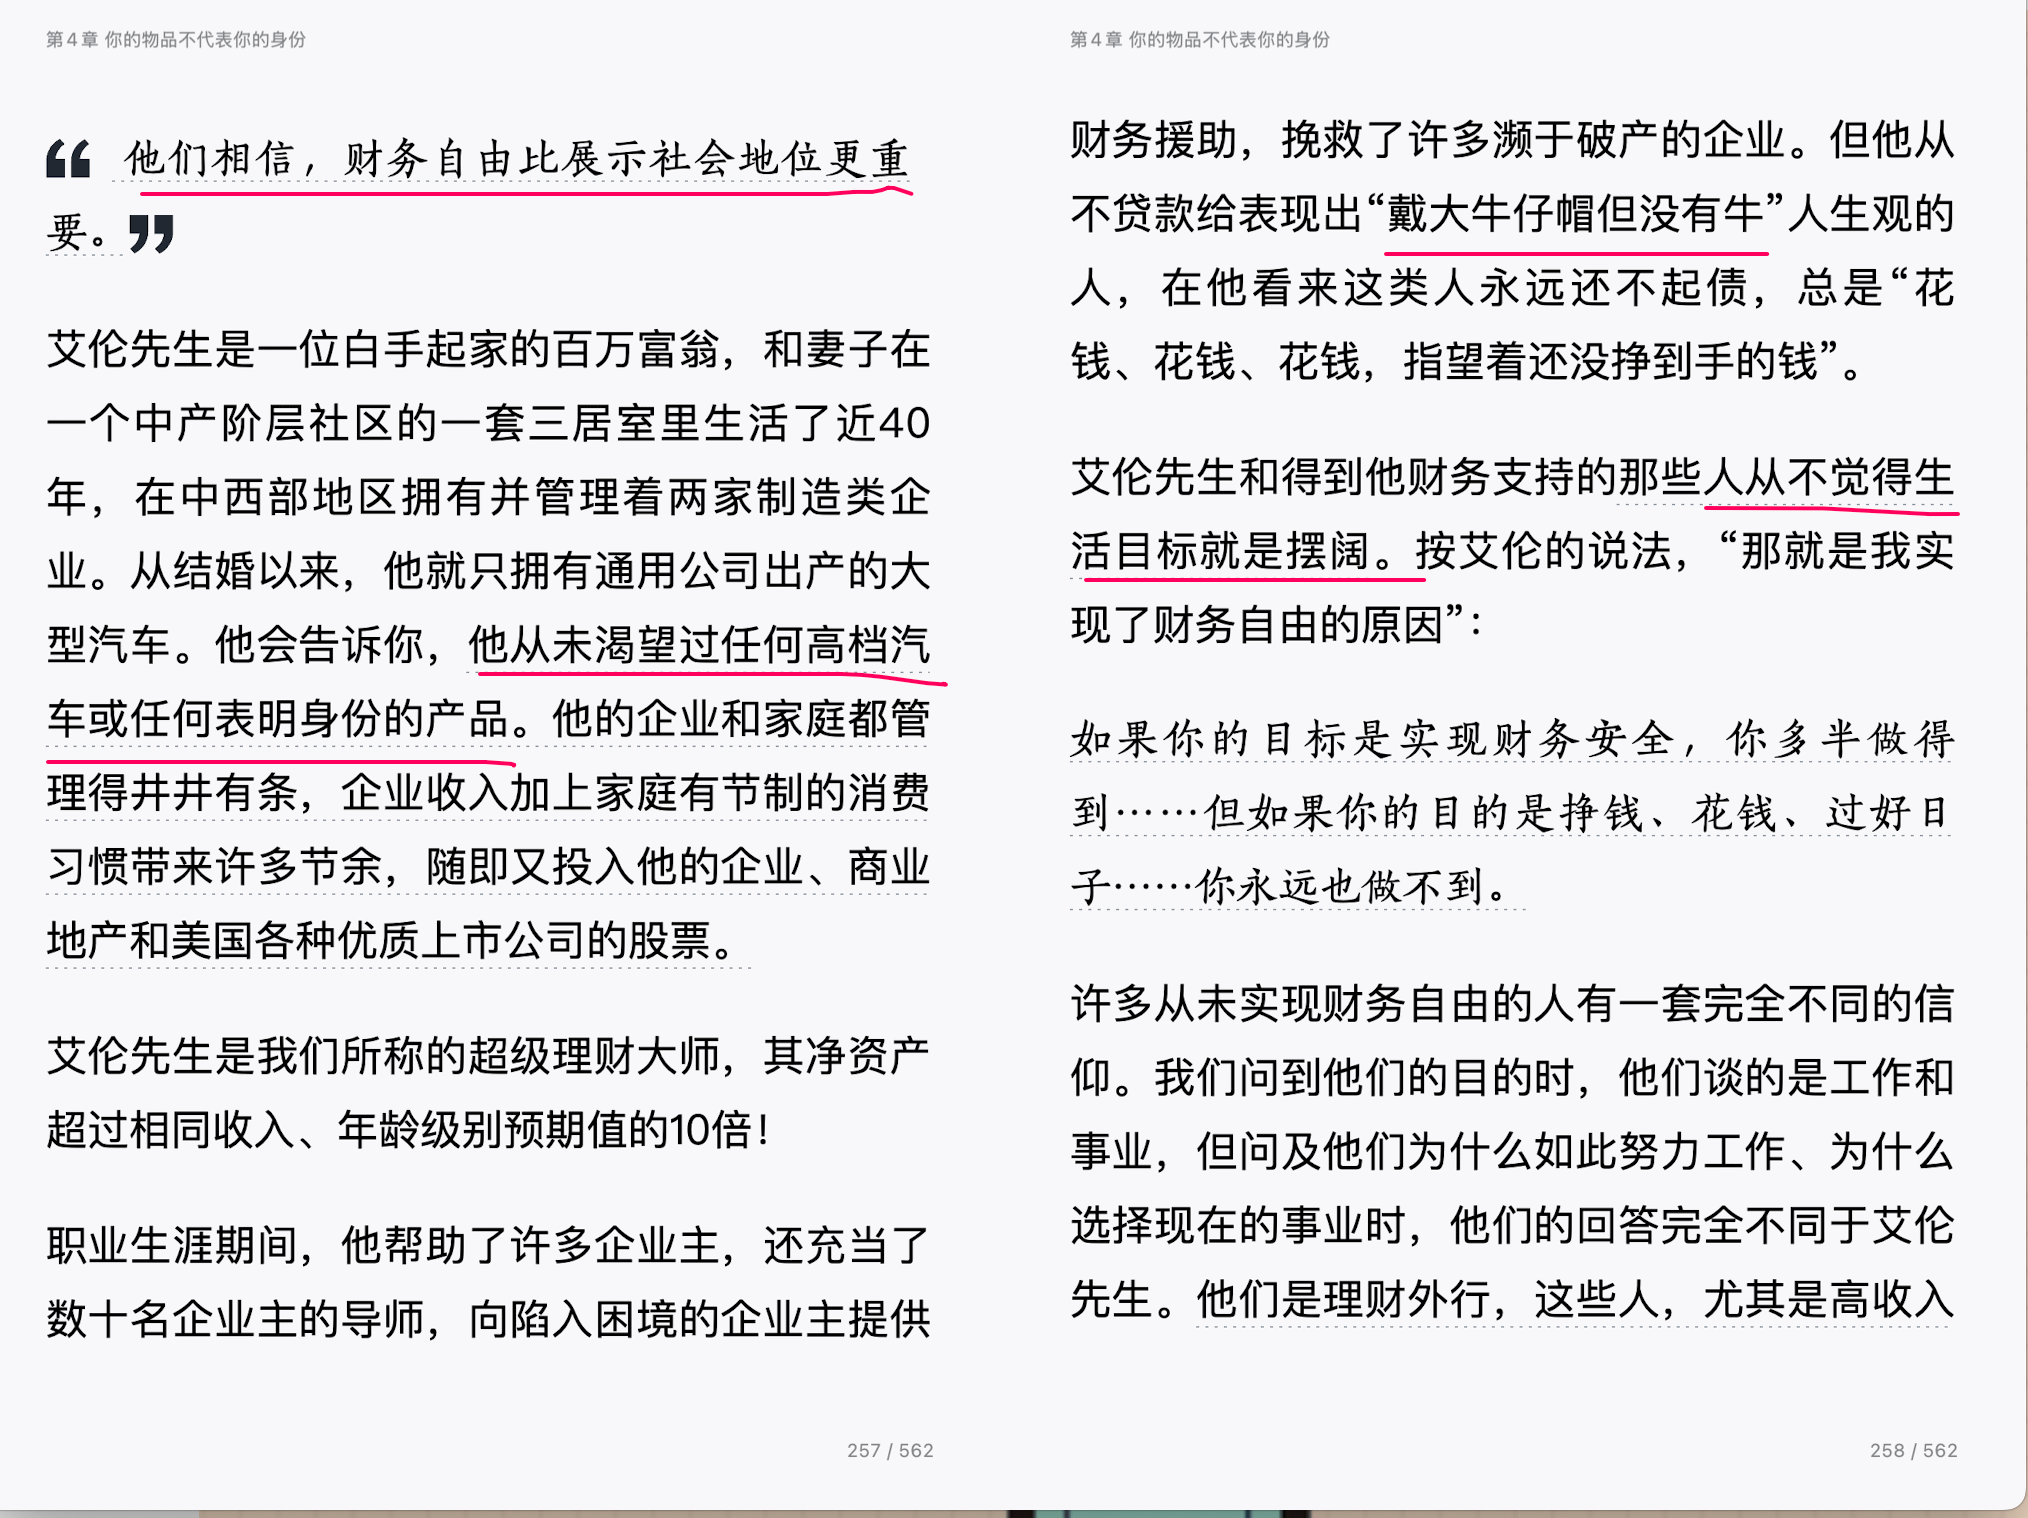 第4章 你的物品不代表你的身份
“他们相信，财务自由此展示社会地位更重
要。”
艾伦先生是一位白手起家的百万富翁，和妻子在
一个中产阶层社区的一套三居室里生活了近40
年，在中西部地区拥有并管理着两家制造类企
业。从结婚以来，他就只拥有通用公司出产的大
型汽车。他会告诉你，他从未渴望过任何高档汽
车或任何表明身份的产品。他的企业和家庭都管
理得井井有条，企业收入加上家庭有节制的消费
习惯带来许多节余，随即又投入他的企业、商业
地产和美国各种优质上市公司的股票。
艾伦先生是我们所称的超级理财大师，其净资产
超过相同收入、年龄级别预期值的10倍！
职业生涯期间，他帮助了许多企业主，还充当了
数十名企业主的导师，向陷入困境的企业主提供
257 / 562
第4章 你的物品不代表你的身份
财务援助，挽救了许多濒于破产的企业。但他从
不贷款给表现出“戴大牛仔帽但没有牛”人生观的
人，在他看来这类人永远还不起债，总是“花
钱、花钱、花钱，指望着还没挣到手的钱”。
艾伦先生和得到他财务支持的那些人从不觉得生
活目标就是摆阔。按艾伦的说法，“那就是我实
现了财务自由的原因”：
如果你的目标是实现财务安全，你多半做得
到……但如果你的目的是挣钱、花钱、过好日
子……你永远也做不到。
许多从未实现财务自由的人有一套完全不同的信
仰。我们问到他们的目的时，他们谈的是工作和
事业，但问及他们为什么如此努力工作、为什么
选择现在的事业时，他们的回答完全不同于艾伦
先生。他们是理财外行，这些人，尤其是高收入
258 / 562